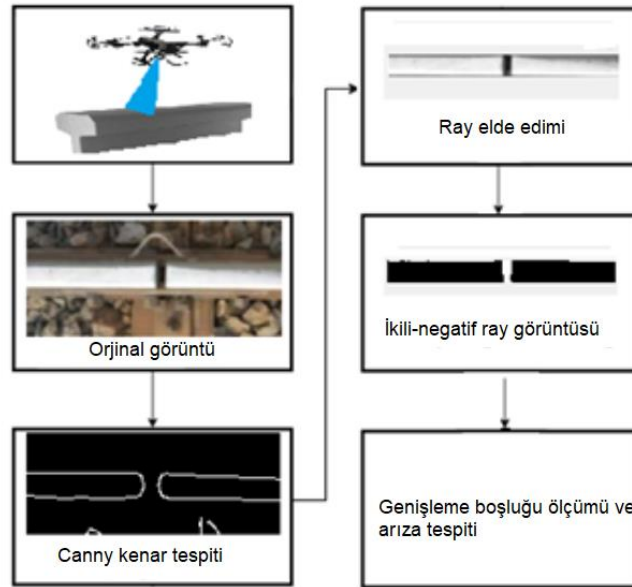 Orjinal görüntü
Canny kenar tespiti
Ray elde edimi
İkili-negatif ray görüntüsü
Genişleme boşluğu ölçümü ve
arıza tespiti